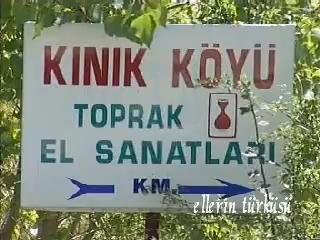 KINIK KÖYÜ
TOPRAK
EL SANATLARI
KM.
ellerin türküsü